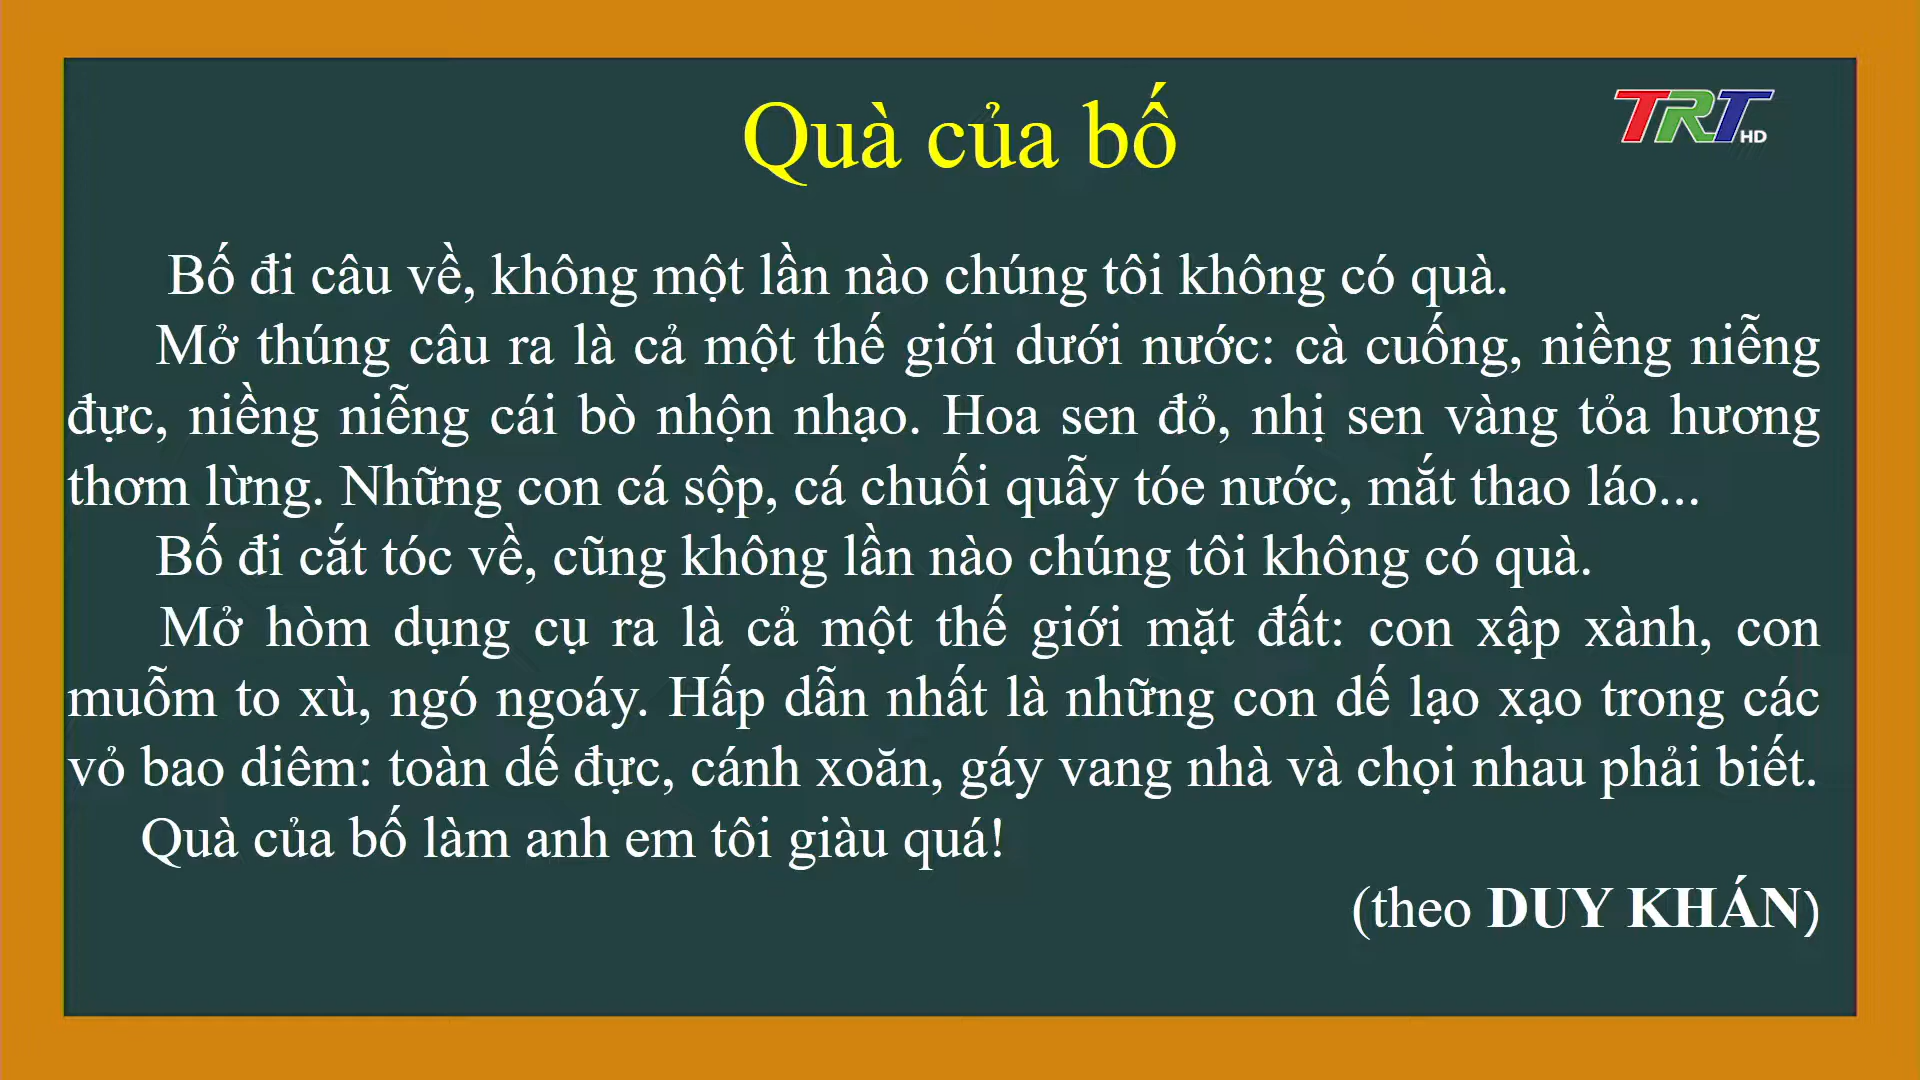 Quà của bố
TRT HD
Bố đi câu về, không một lần nào chúng tôi không có quà.
Mở thúng câu ra là cả một thế giới dưới nước: cà cuống, niềng niễng
đực, niềng niễng cái bò nhộn nhạo. Hoa sen đỏ, nhị sen vàng tỏa hương
thơm lừng. Những con cá sộp, cá chuối quẫy tóe nước, mắt thao láo...
Bố đi cắt tóc về, cũng không lần nào chúng tôi không có quà.
Mở hòm dụng cụ ra là cả một thế giới mặt đất: con xập xành, con
muỗm to xù, ngó ngoáy. Hấp dẫn nhất là những con dế lạo xạo trong các
vỏ bao diêm: toàn dế đực, cánh xoăn, gáy vang nhà và chọi nhau phải biết.
Quà của bố làm anh em tôi giàu quá!
(theo DUY KHÁN)